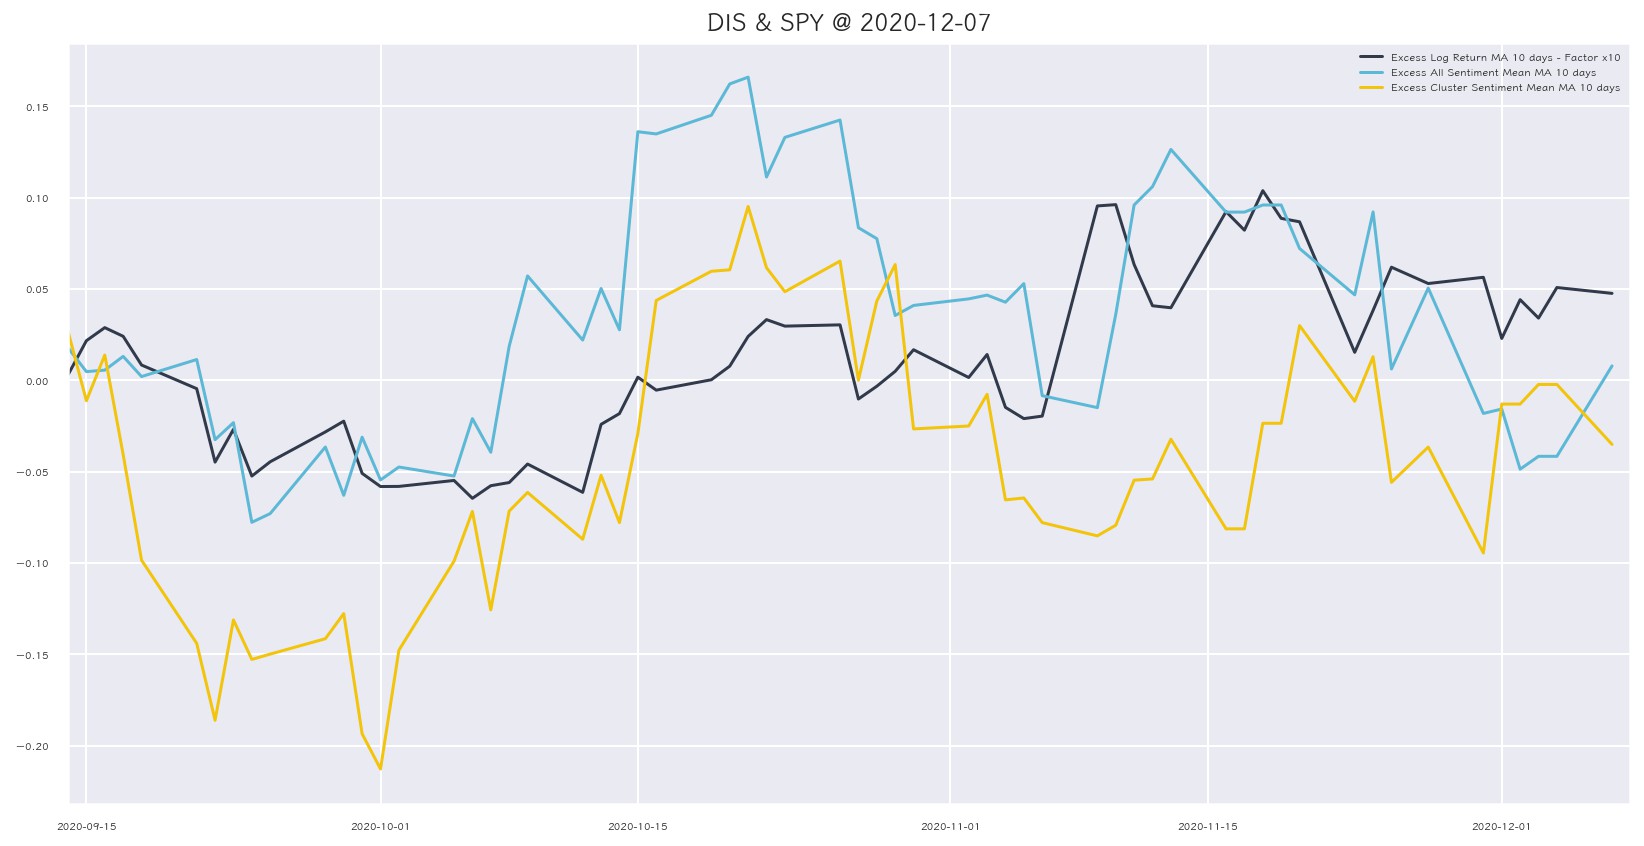 DIS & SPY @ 2020-12-07
Excess Log Return MA 10 days - Factor x10
Excess All Sentiment Mean MA 10 days
Excess Cluster Sentiment Mean MA 10 days
0.15
0.10
0.05
0.00
−0.05
−0.10
−0.15
−0.20
2020-09-15 2020-10-01 2020-10-15 2020-11-01 2020-11-15 2020-12-01